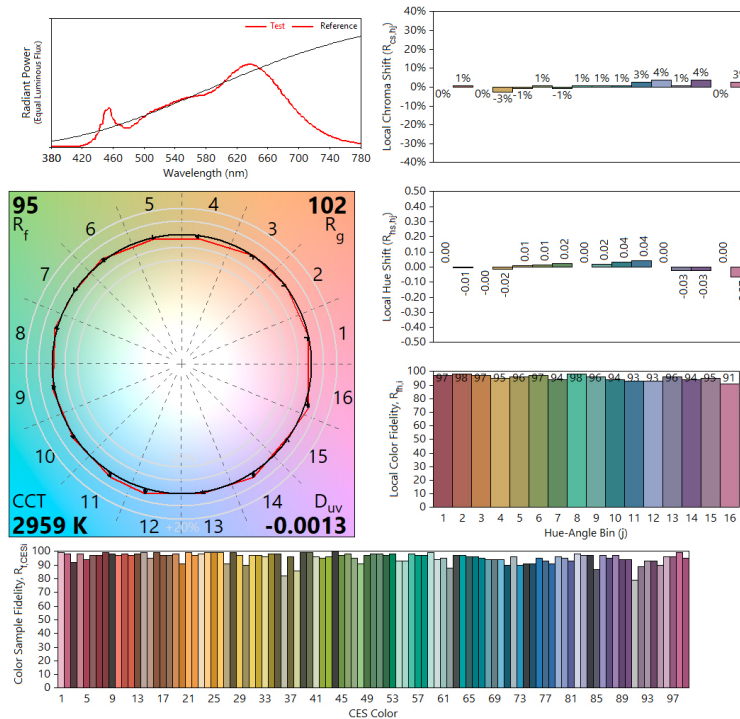 Radiant Power
(Equal Luminous Flux)
Test
Reference
380 420 460 500 540 580 620 660 700 740 780
Wavelength (nm)
Local Chroma Shift (Rcs,hj)
40%
30%
20%
10%
0%
-10%
-20%
-30%
-40%
0% 1% 0% -3% -1% 1% -1% 1% 1% 1% 3% 4% 1% 4% 0%
95
Rf
102
Rg
CCT
2959 K
Duv
-0.0013
+20%
1
2
3
4
5
6
7
8
9
10
11
12
13
14
15
16
Local Hue Shift (Rhs,hj)
0.50
0.40
0.30
0.20
0.10
0.00
-0.10
-0.20
-0.30
-0.40
-0.50
0.00 -0.01 -0.00 -0.02 0.01 0.01 0.02 0.00 0.02 0.04 0.04 0.00 -0.03 -0.03 0.00
Local Color Fidelity, Rfh,i
100
90
80
70
60
50
40
30
20
10
0
97 98 97 95 96 97 94 98 96 94 93 93 96 94 95 91
1 2 3 4 5 6 7 8 9 10 11 12 13 14 15 16
Hue-Angle Bin (j)
Color Sample Fidelity, Rf,CESi
100
90
80
70
60
50
40
30
20
10
0
1 5 9 13 17 21 25 29 33 37 41 45 49 53 57 61 65 69 73 77 81 85 89 93 97
CES Color